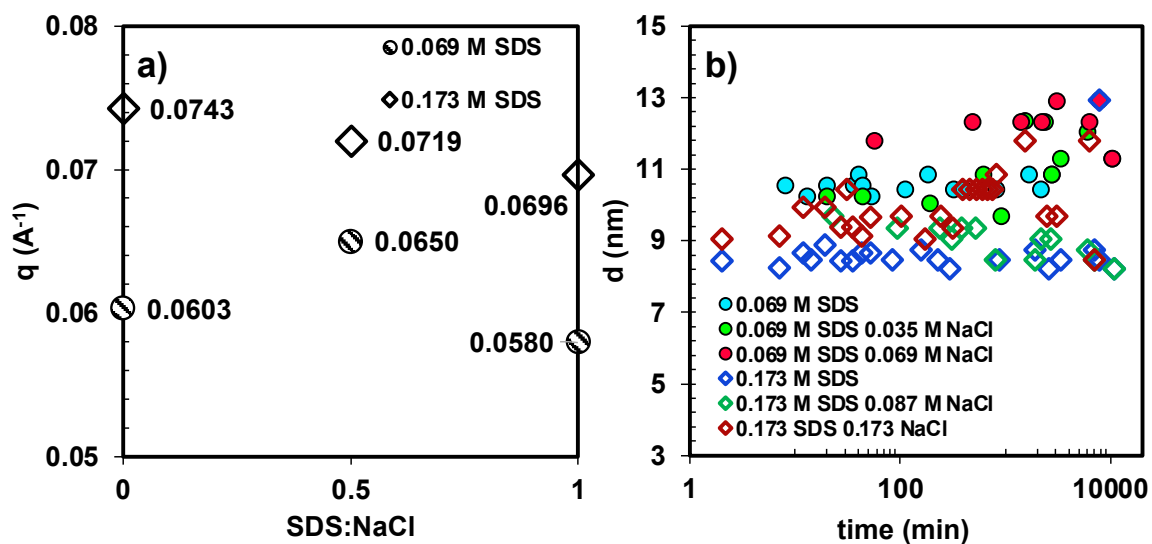 a)
0.08
0.07
0.06
0.05
q (A⁻¹)
0.069 M SDS
0.173 M SDS
0.0743
0.0719
0.0696
0.0650
0.0603
0.0580
0
0.5
1
SDS:NaCl
b)
15
13
11
9
7
5
3
d (nm)
0.069 M SDS
0.069 M SDS 0.035 M NaCl
0.069 M SDS 0.069 M NaCl
0.173 M SDS
0.173 M SDS 0.087 M NaCl
0.173 SDS 0.173 NaCl
1
100
10000
time (min)